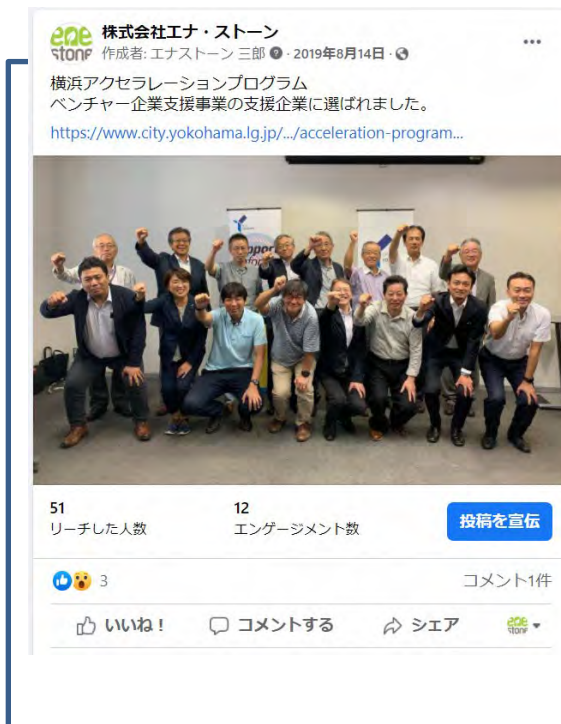 ene
stone
株式会社エナ・ストーン
作成者: エナストーン 三郎 · 2019年8月14日 ·
横浜アクセラレーションプログラム
ベンチャー企業支援事業の支援企業に選ばれました。
https://www.city.yokohama.lg.jp/.../acceleration-program...
51
リーチした人数
12
エンゲージメント数
投稿を宣伝
3
コメント1件
いいね！
コメントする
シェア
ene
stone